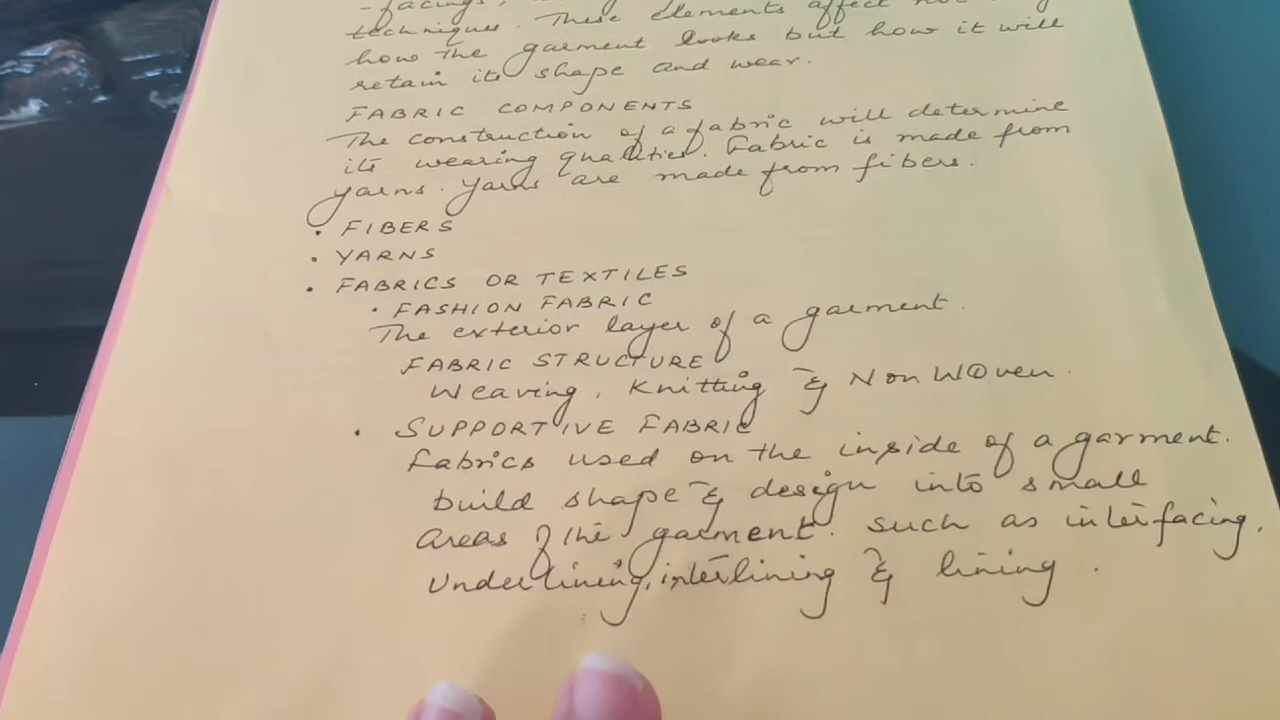 - facings,
techniques. These elements affect not only
how the garment looks but how it will
retain its shape and wear.
FABRIC COMPONENTS
The construction of a fabric will determine
its wearing qualities. Fabric is made from
yarns. Yarns are made from fibers.
• FIBERS
• YARNS
• FABRICS OR TEXTILES
• FASHION FABRIC
The exterior layer of a garment.
FABRIC STRUCTURE
Weaving, Knitting & Non Woven.
• SUPPORTIVE FABRIC
fabrics used on the inside of a garment.
build shape & design into small
areas of the garment. such as interfacing,
underlining, interlining & lining.